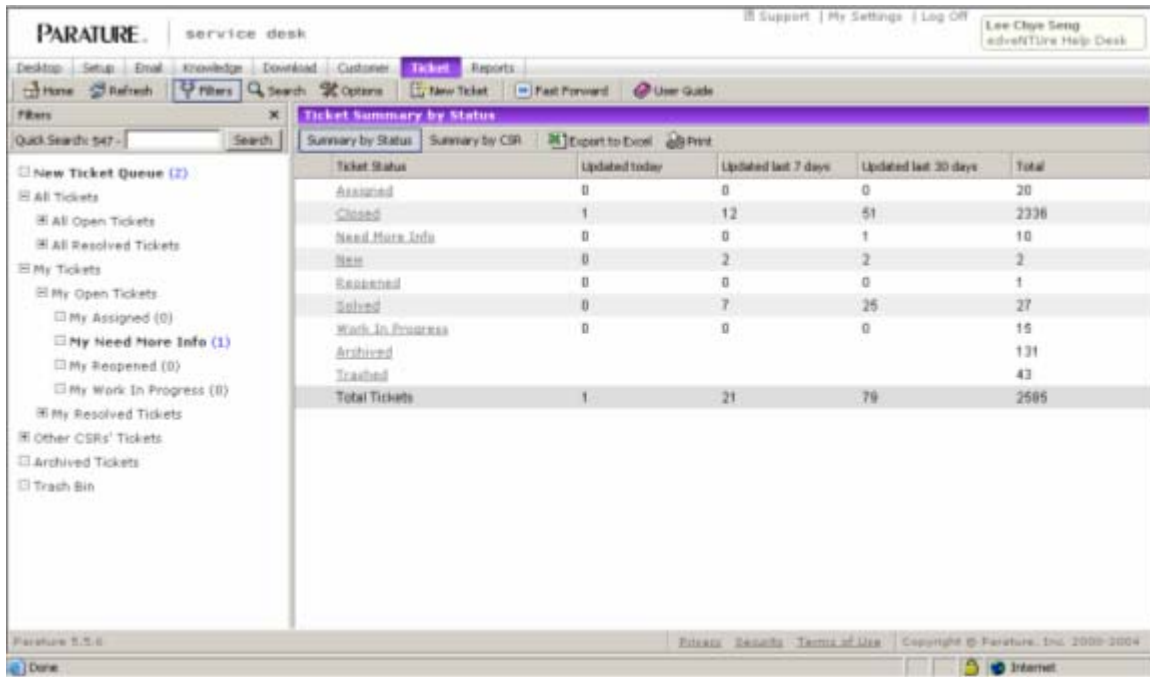 Support | My Settings | Log Off
PARATURE service desk
Lee Chye Seng
edveNTUre Help Desk
Desktop Setup Email Knowledge Download Customer Ticket Reports
Home Refresh Filters Search Options New Ticket Fast Forward User Guide
Filters
Quick Search: 547 - Search
New Ticket Queue (2)
All Tickets
All Open Tickets
All Resolved Tickets
My Tickets
My Open Tickets
My Assigned (0)
My Need More Info (1)
My Reopened (0)
My Work In Progress (0)
My Resolved Tickets
Other CSRs' Tickets
Archived Tickets
Trash Bin
Ticket Summary by Status
Summary by Status Summary by CSR Export to Excel Print
Ticket Status Updated today Updated last 7 days Updated last 30 days Total
Assigned 0 0 0 20
Closed 1 12 51 2336
Need More Info 0 0 1 10
New 0 2 2 2
Reopened 0 0 0 1
Solved 0 7 25 27
Work In Progress 0 0 0 15
Archived 131
Trashed 43
Total Tickets 1 21 79 2585
Parature 5.5.6
Privacy Security Terms of Use Copyright © Parature, Inc. 2000-2004
Done Internet